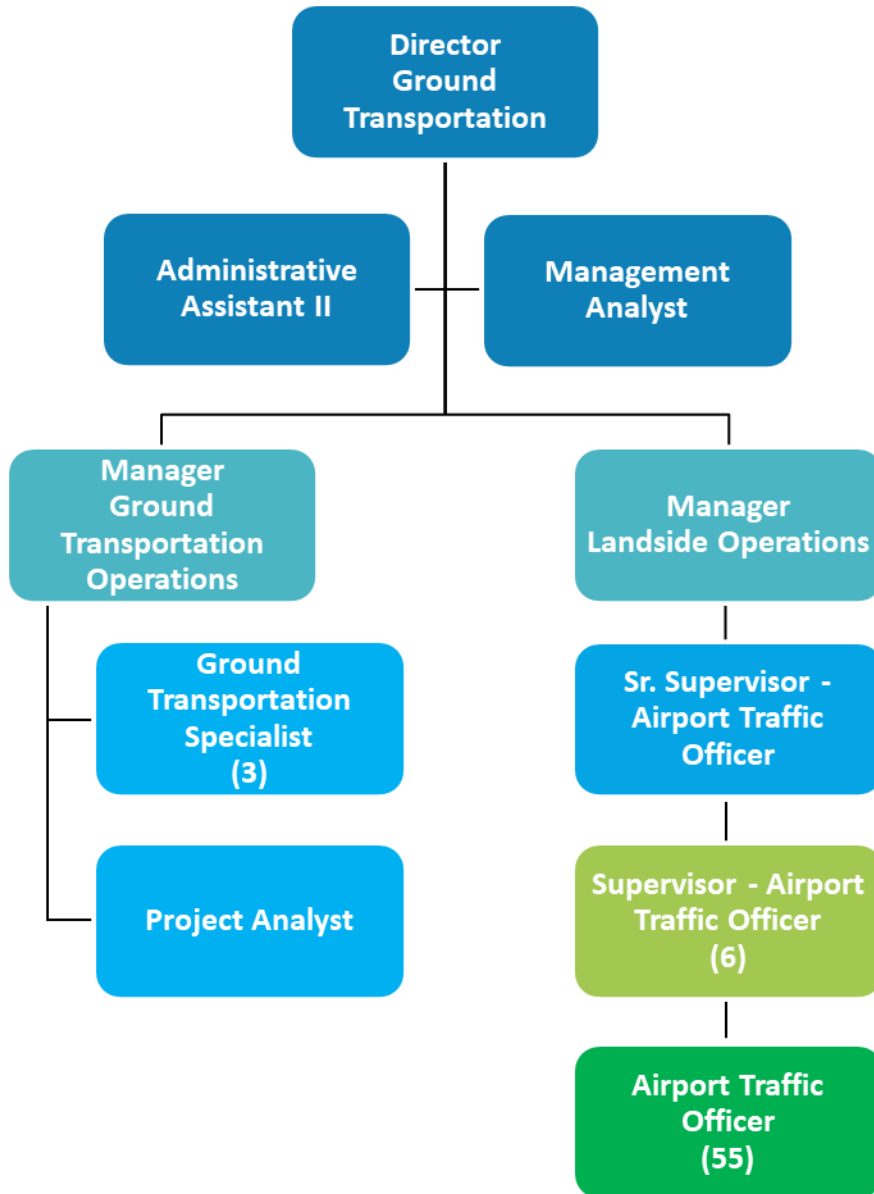 Director
Ground
Transportation
Administrative
Assistant II
Management
Analyst
Manager
Ground
Transportation
Operations
Manager
Landside Operations
Ground
Transportation
Specialist
(3)
Sr. Supervisor -
Airport Traffic
Officer
Project Analyst
Supervisor - Airport
Traffic Officer
(6)
Airport Traffic
Officer
(55)